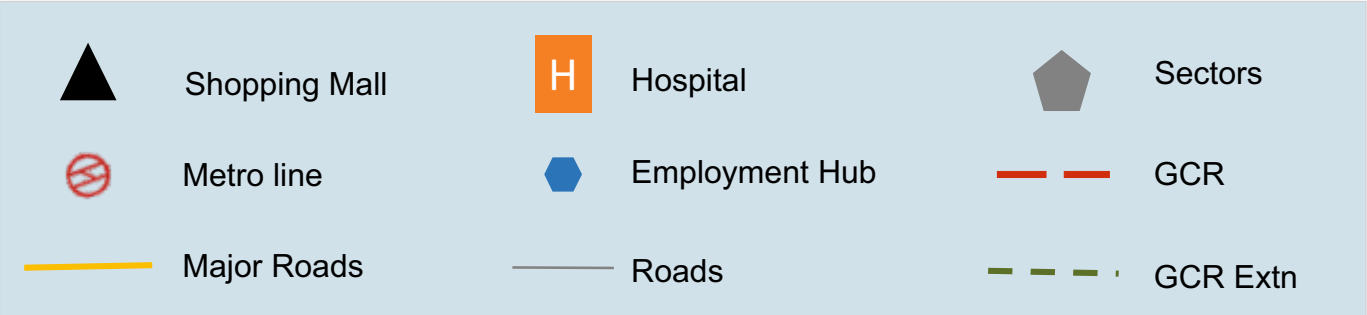 Shopping Mall
H
Hospital
Sectors
Metro line
Employment Hub
GCR
Major Roads
Roads
GCR Extn